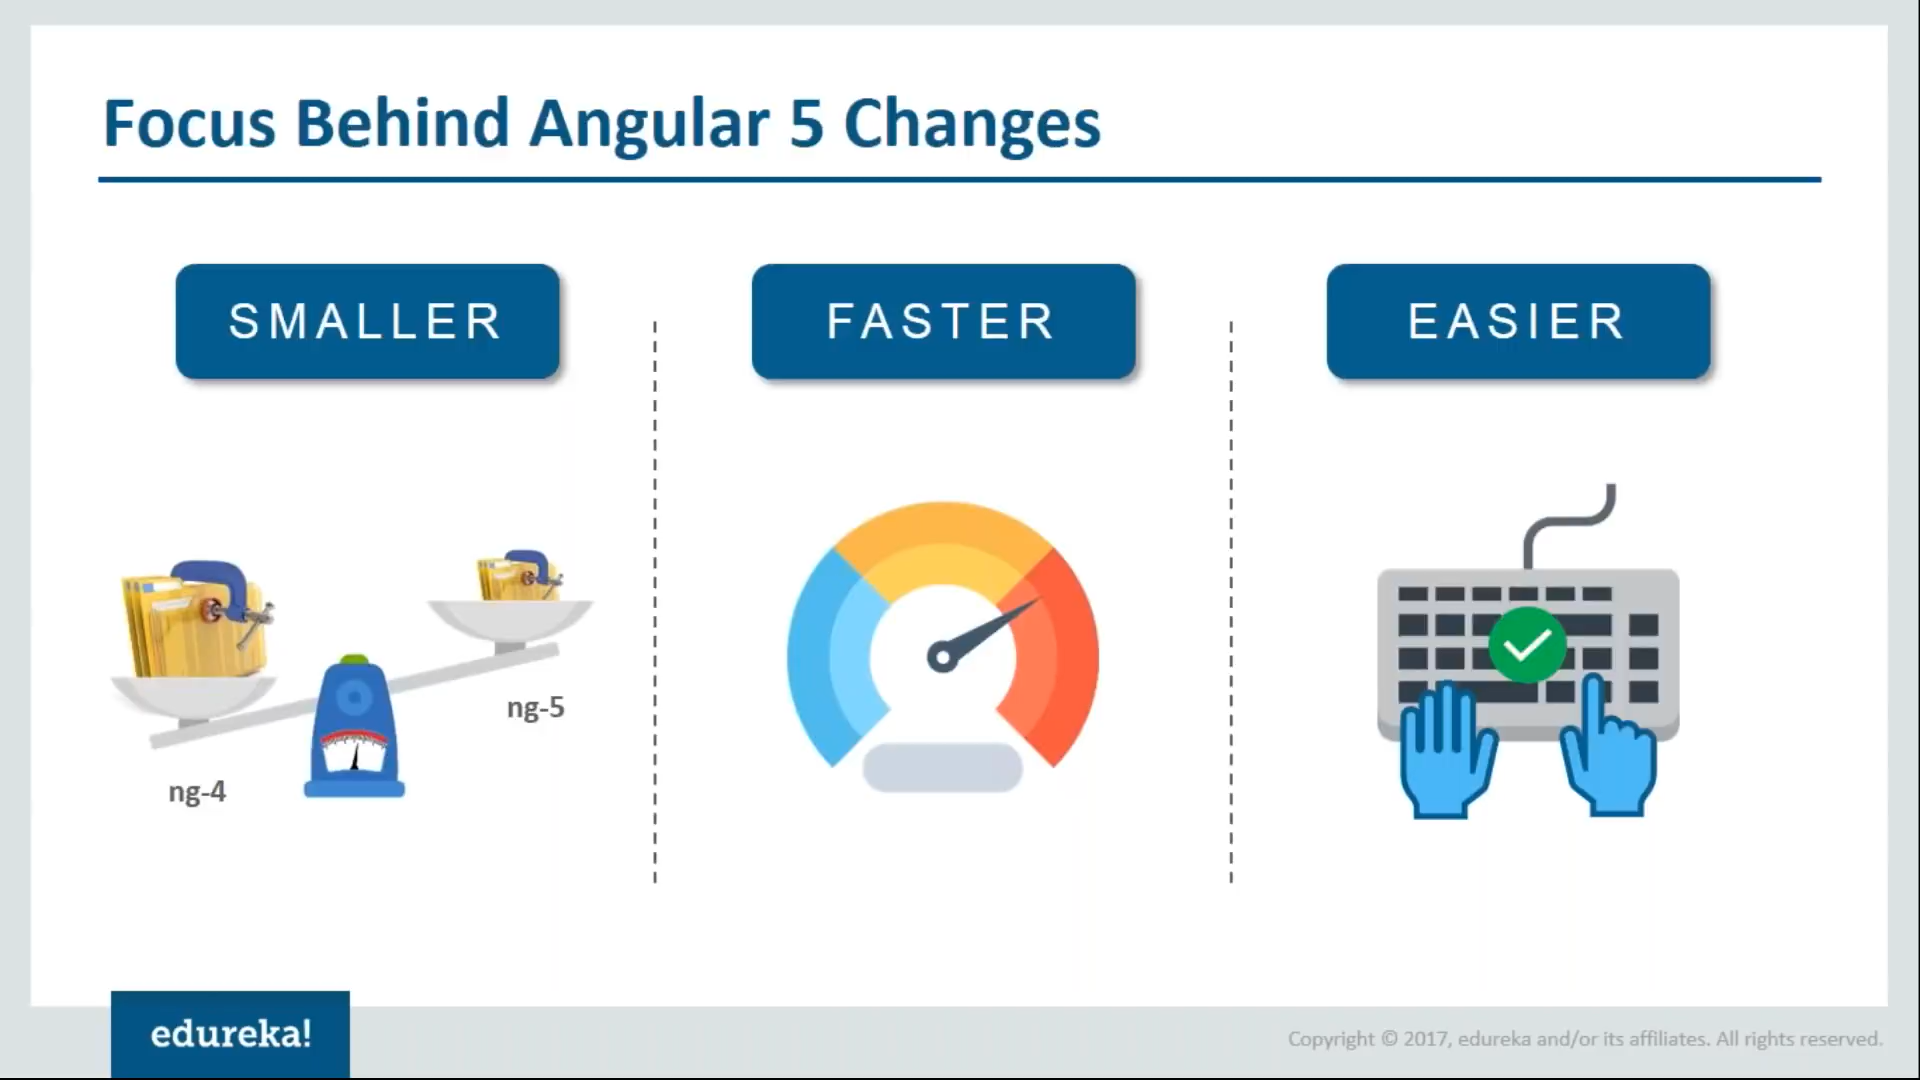 Focus Behind Angular 5 Changes
SMALLER
FASTER
EASIER
ng-5
ng-4
edureka!
Copyright © 2017, edureka and/or its affiliates. All rights reserved.